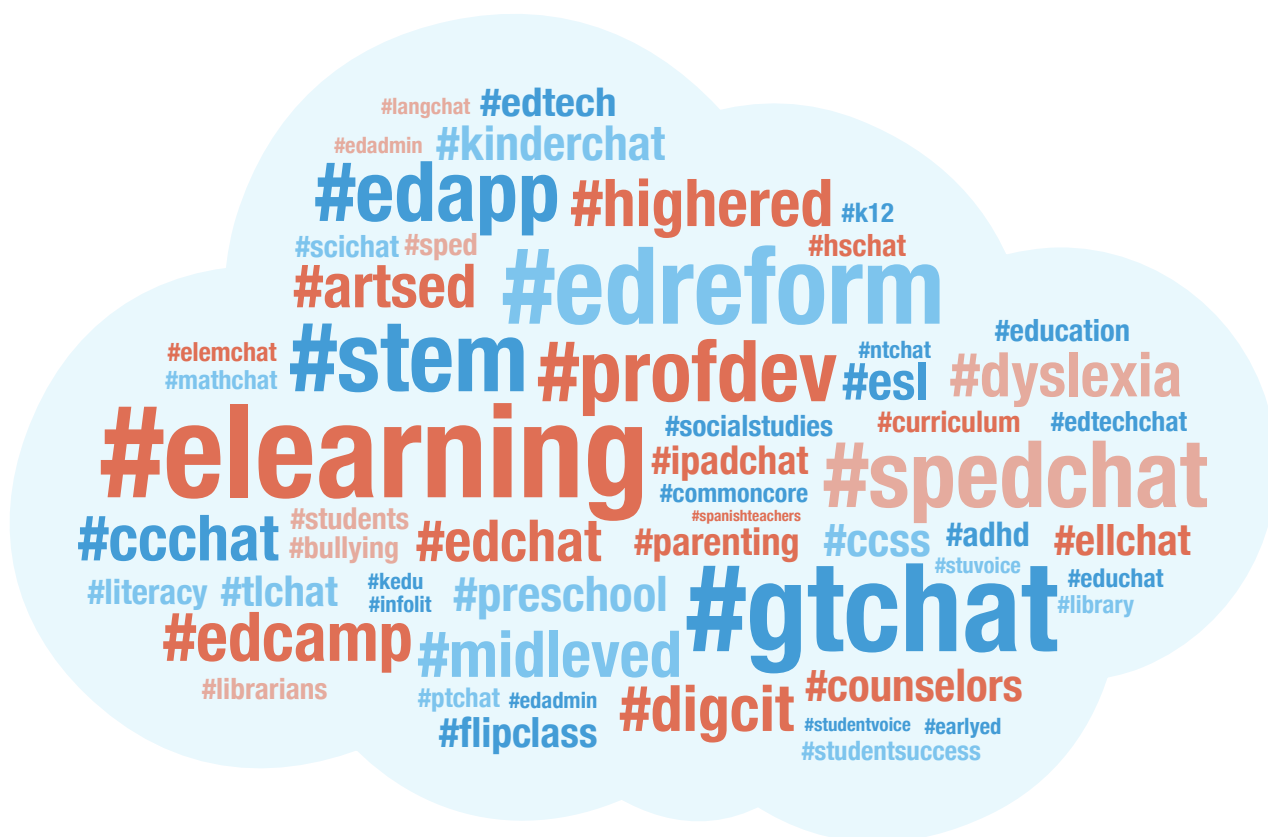 #langchat #edtech
#edadmin #kinderchat
#edapp #highered #k12
#scichat #sped #hschat
#artsed #edreform
#education
#elemchat #stem #profdev #ntchat
#mathchat #esl #dyslexia
#elearning #socialstudies #curriculum #edtechchat
#ipadchat #spedchat
#commoncore
#ccchat #students #spanishteachers
#bullying #edchat #parenting #ccss #adhd #ellchat
#stuvoice
#literacy #tlchat #kedu #preschool #gtchat #educhat
#infolit #library
#edcamp #midleved
#librarians #counselors
#ptchat #edadmin #digcit
#flipclass #studentvoice #earlyed
#studentsuccess